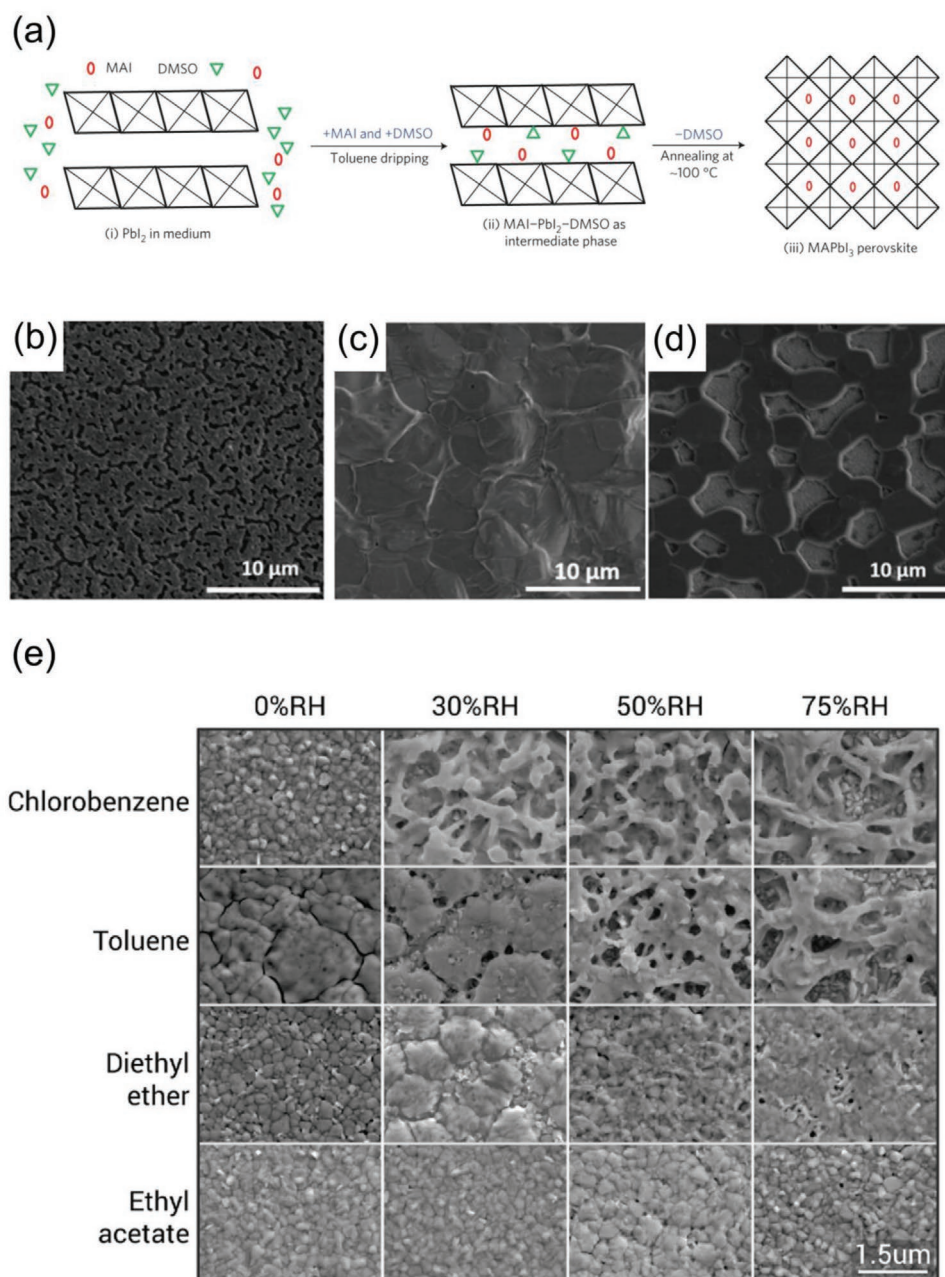 (a)
MAI DMSO
+MAI and +DMSO
Toluene dripping
−DMSO
Annealing at
~100 °C
(i) PbI₂ in medium
(ii) MAI−PbI₂−DMSO as
intermediate phase
(iii) MAPbI₃ perovskite
(b)
10 μm
(c)
10 μm
(d)
10 μm
(e)
0%RH 30%RH 50%RH 75%RH
Chlorobenzene
Toluene
Diethyl
ether
Ethyl
acetate
1.5um